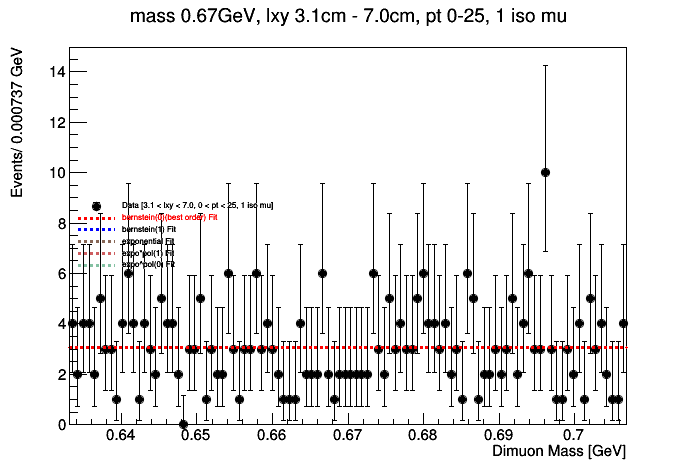 mass 0.67GeV, lxy 3.1cm - 7.0cm, pt 0-25, 1 iso mu
Events/ 0.000737 GeV
14
12
10
8
6
4
2
0
Data [3.1 < lxy < 7.0, 0 < pt < 25, 1 iso mu]
bernstein(0)(best order) Fit
bernstein(1) Fit
exponential Fit
expo*pol(1) Fit
expo*pol(0) Fit
0.64 0.65 0.66 0.67 0.68 0.69 0.7
Dimuon Mass [GeV]